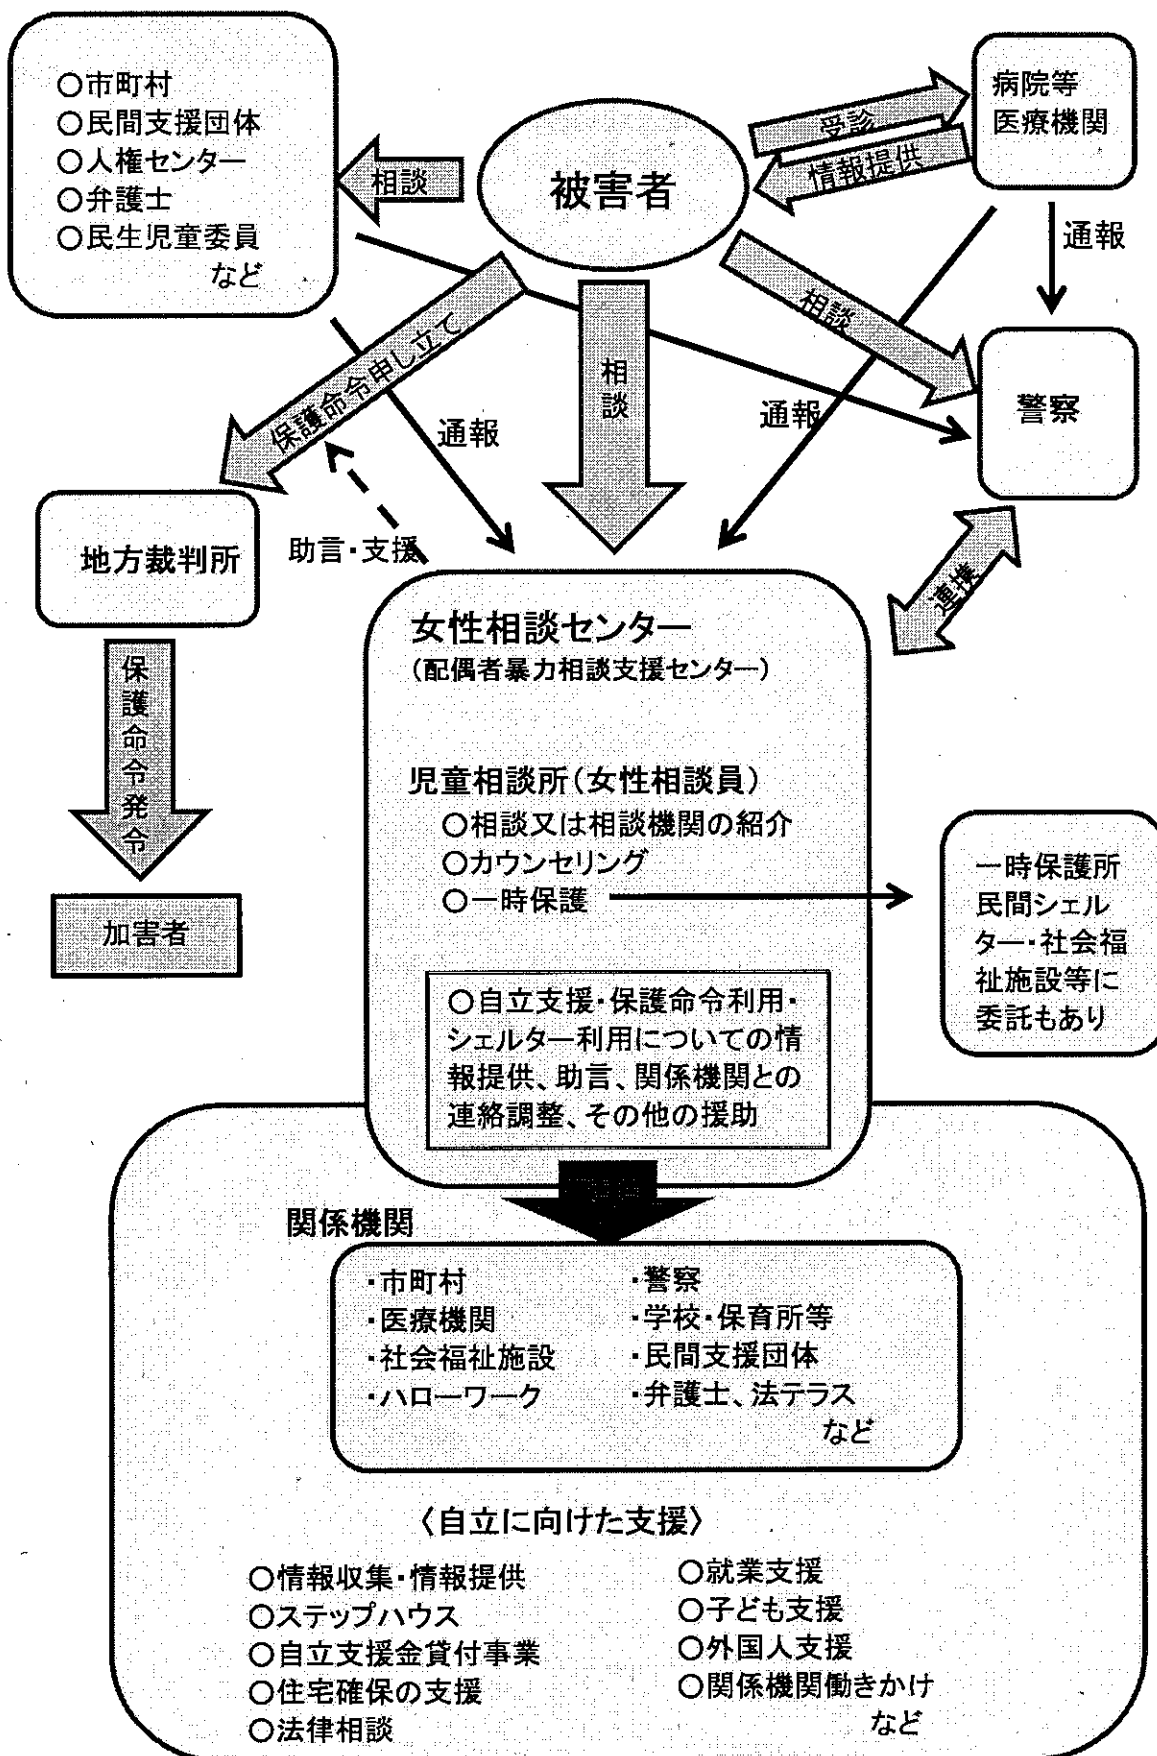 ○市町村
○民間支援団体
○人権センター
○弁護士
○民生児童委員
など
相談
被害者
受診
情報提供
病院等
医療機関
通報
相談
警察
保護命令申し立て
相談
通報
通報
助言・支援
連携
地方裁判所
保護命令発令
加害者
女性相談センター
(配偶者暴力相談支援センター)
児童相談所(女性相談員)
○相談又は相談機関の紹介
○カウンセリング
○一時保護
一時保護所
民間シェル
ター・社会福
祉施設等に
委託もあり
○自立支援・保護命令利用・
シェルター利用についての情
報提供、助言、関係機関との
連絡調整、その他の援助
関係機関
・市町村
・医療機関
・社会福祉施設
・ハローワーク
・警察
・学校・保育所等
・民間支援団体
・弁護士、法テラス
など
〈自立に向けた支援〉
○情報収集・情報提供
○ステップハウス
○自立支援金貸付事業
○住宅確保の支援
○法律相談
○就業支援
○子ども支援
○外国人支援
○関係機関働きかけ
など